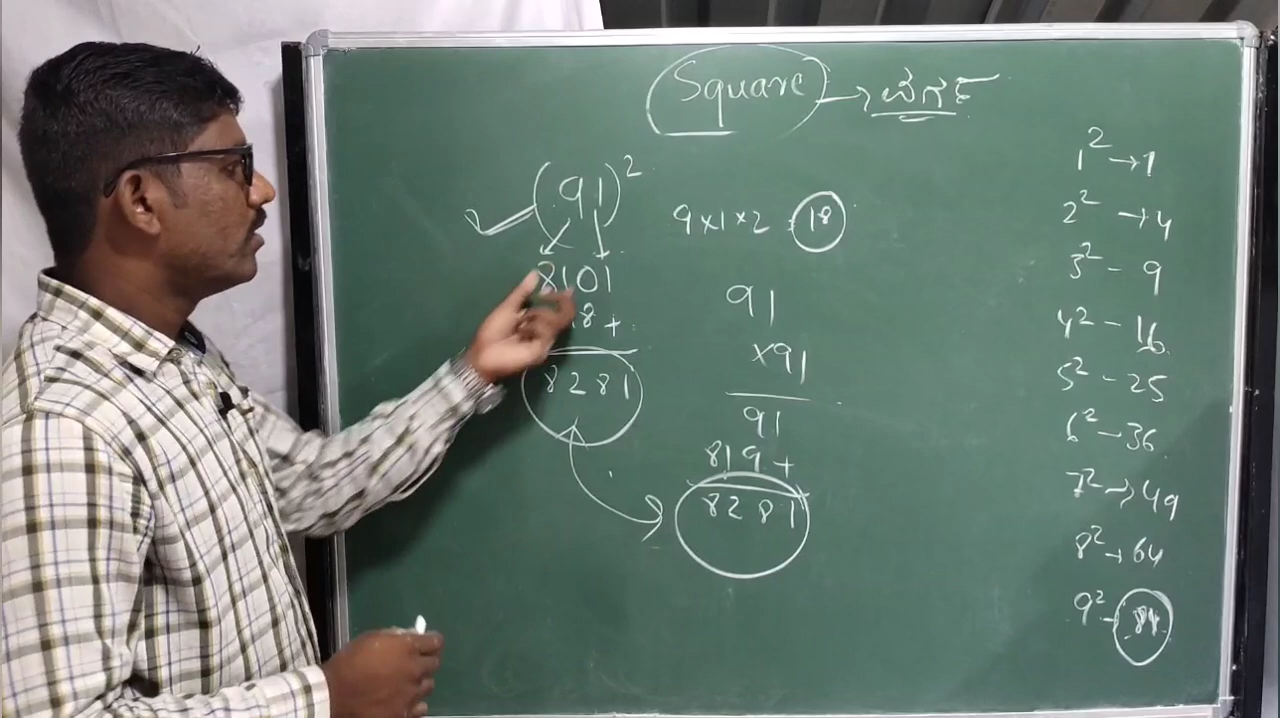 Square → ವರ್ಗ
(91)²
8101
18+
8281
9×1×2 18
91
×91
91
819+
8281
1² → 1
2² → 4
3² - 9
4² - 16
5² - 25
6² - 36
7² → 49
8² → 64
9² - 81